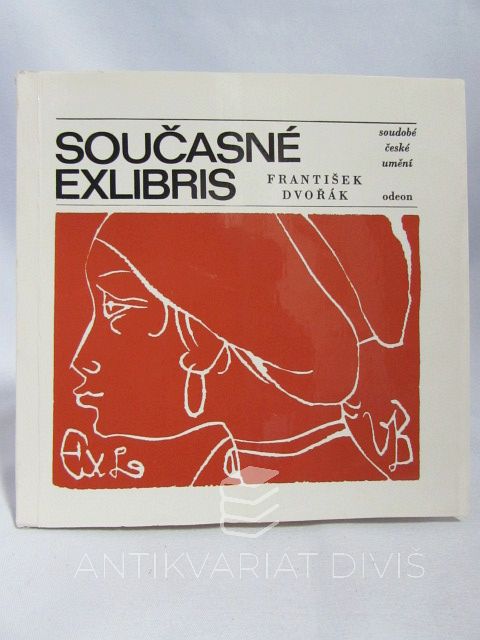 SOUČASNÉ
EXLIBRIS
FRANTIŠEK
DVOŘÁK
soudobé
české
umění
odeon
Ex L
VB
ANTIKVARIÁT DIVIŠ